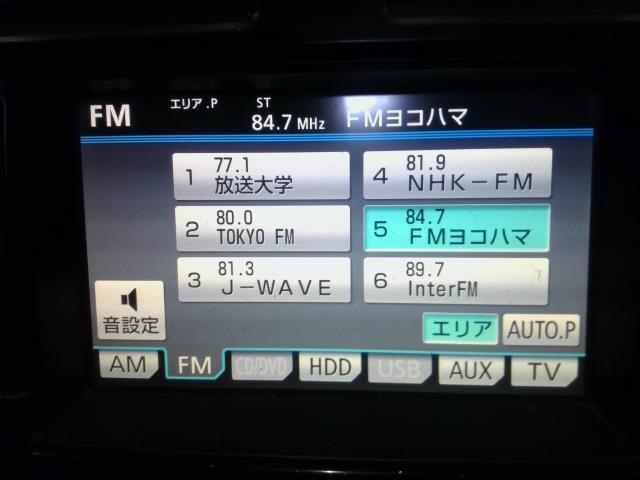 FM エリア.P ST 84.7 MHz FMヨコハマ
1 77.1 放送大学
4 81.9 NHK-FM
2 80.0 TOKYO FM
5 84.7 FMヨコハマ
3 81.3 J-WAVE
6 89.7 InterFM
音設定
エリア AUTO.P
AM FM CD/DVD HDD USB AUX TV